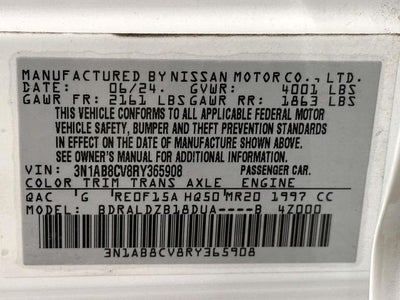 MANUFACTURED BY NISSAN MOTOR CO., LTD.
DATE: 06/24. GVWR: 4001 LBS
GAWR FR: 2161 LBS GAWR RR: 1863 LBS
THIS VEHICLE CONFORMS TO ALL APPLICABLE FEDERAL MOTOR
VEHICLE SAFETY, BUMPER AND THEFT PREVENTION STANDARDS
IN EFFECT ON THE DATE OF MANUFACTURE SHOWN ABOVE.
SEE OWNER'S MANUAL FOR ADDITIONAL INFORMATION.
VIN: 3N1AB8CV8RY365908 PASSENGER CAR.
COLOR TRIM TRANS AXLE ENGINE
QAC G RE0F15A HQ50 MR20 1997 CC
MODEL: BDRALDZB18DUA----B 4Z000
3N1AB8CV8RY365908